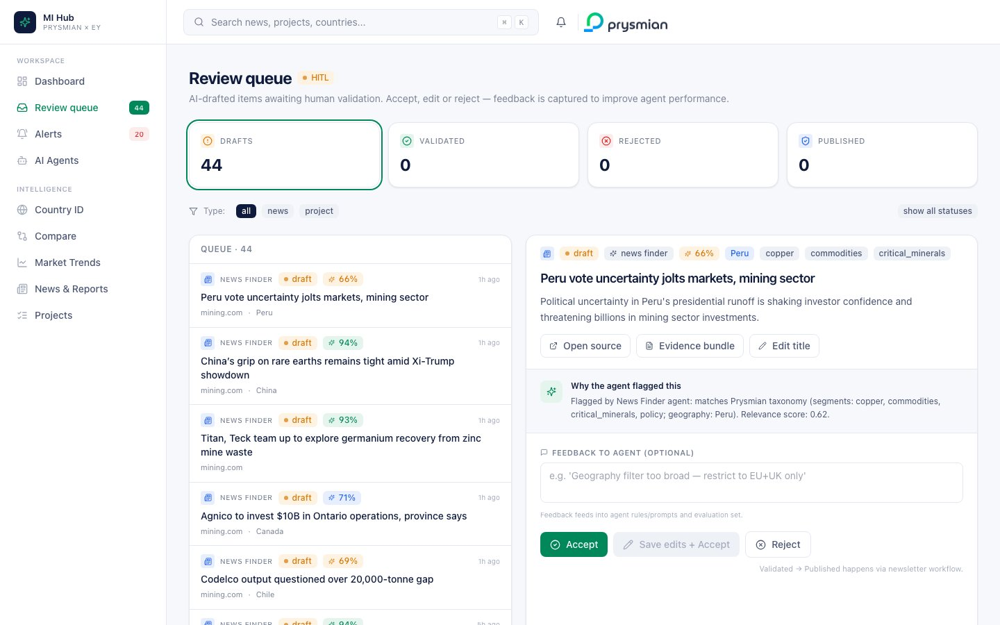 MI Hub
PRYSMIAN × EY
Search news, projects, countries...
⌘ K
prysmian
WORKSPACE
Dashboard
Review queue 44
Alerts 20
AI Agents
INTELLIGENCE
Country ID
Compare
Market Trends
News & Reports
Projects
Review queue HITL
AI-drafted items awaiting human validation. Accept, edit or reject — feedback is captured to improve agent performance.
DRAFTS
44
VALIDATED
0
REJECTED
0
PUBLISHED
0
Type: all news project
show all statuses
QUEUE · 44
NEWS FINDER draft 66% 1h ago
Peru vote uncertainty jolts markets, mining sector
mining.com · Peru
NEWS FINDER draft 94% 1h ago
China’s grip on rare earths remains tight amid Xi-Trump
showdown
mining.com · China
NEWS FINDER draft 93% 1h ago
Titan, Teck team up to explore germanium recovery from zinc
mine waste
mining.com
NEWS FINDER draft 71% 1h ago
Agnico to invest $10B in Ontario operations, province says
mining.com · Canada
NEWS FINDER draft 69% 1h ago
Codelco output questioned over 20,000-tonne gap
mining.com · Chile
NEWS FINDER draft 94% 5h ago
draft news finder 66% Peru copper commodities critical_minerals
Peru vote uncertainty jolts markets, mining sector
Political uncertainty in Peru's presidential runoff is shaking investor confidence and
threatening billions in mining sector investments.
Open source Evidence bundle Edit title
Why the agent flagged this
Flagged by News Finder agent: matches Prysmian taxonomy (segments: copper, commodities,
critical_minerals, policy; geography: Peru). Relevance score: 0.62.
FEEDBACK TO AGENT (OPTIONAL)
e.g. 'Geography filter too broad — restrict to EU+UK only'
Feedback feeds into agent rules/prompts and evaluation set.
Accept Save edits + Accept Reject
Validated → Published happens via newsletter workflow.